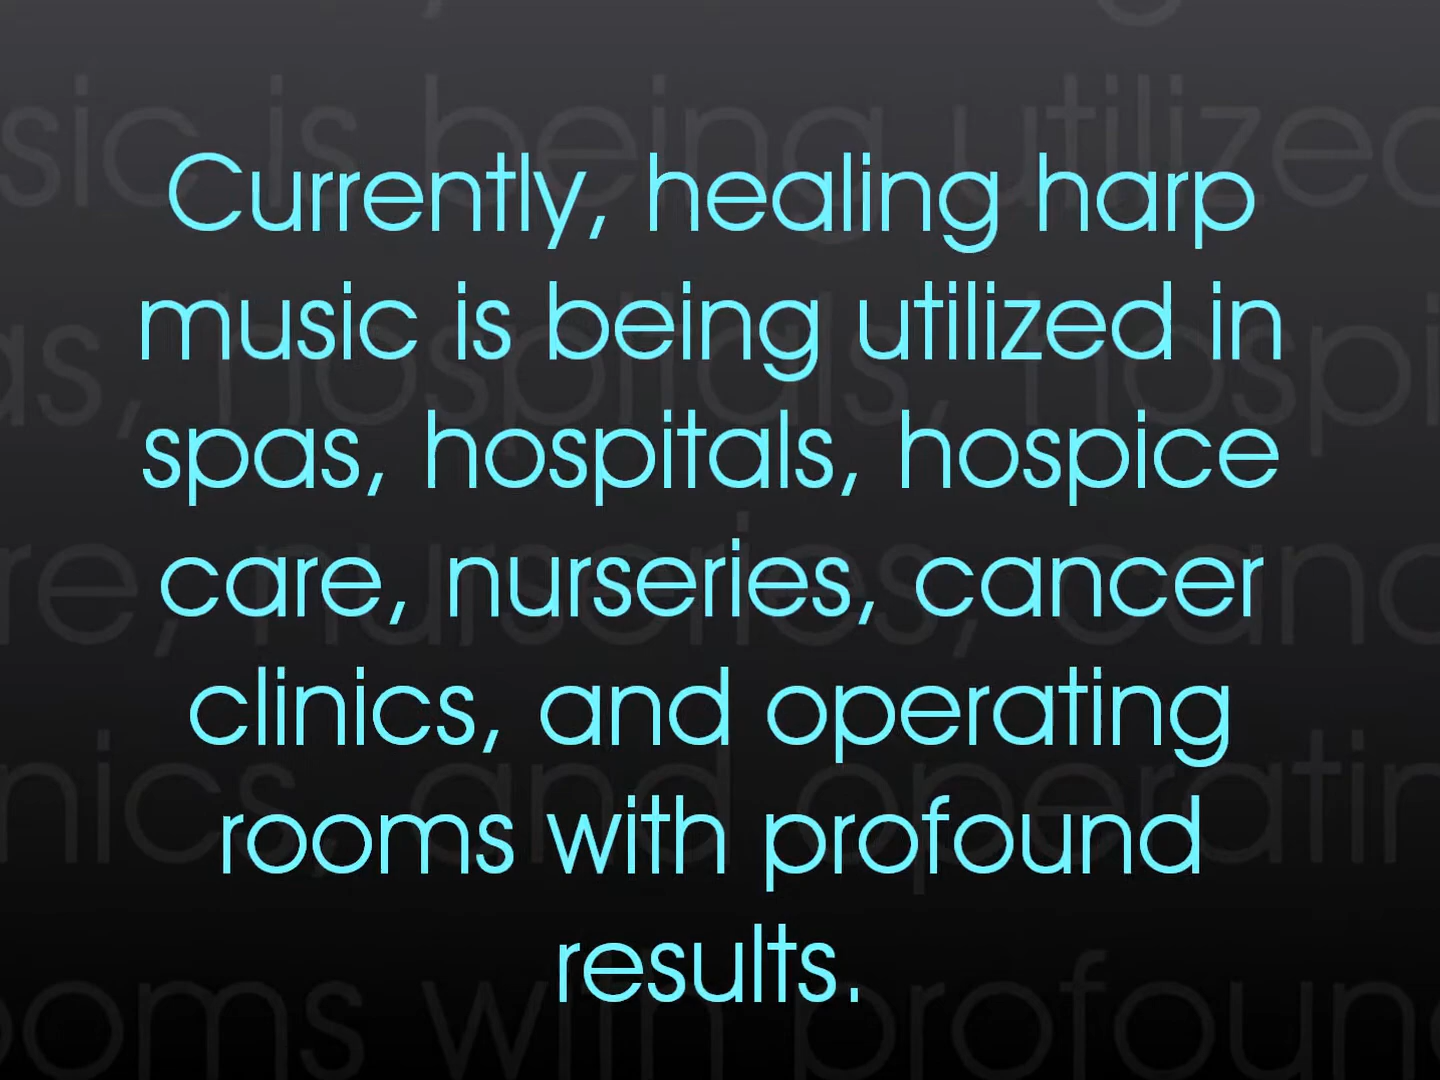 Currently, healing harp
music is being utilized in
spas, hospitals, hospice
care, nurseries, cancer
clinics, and operating
rooms with profound
results.